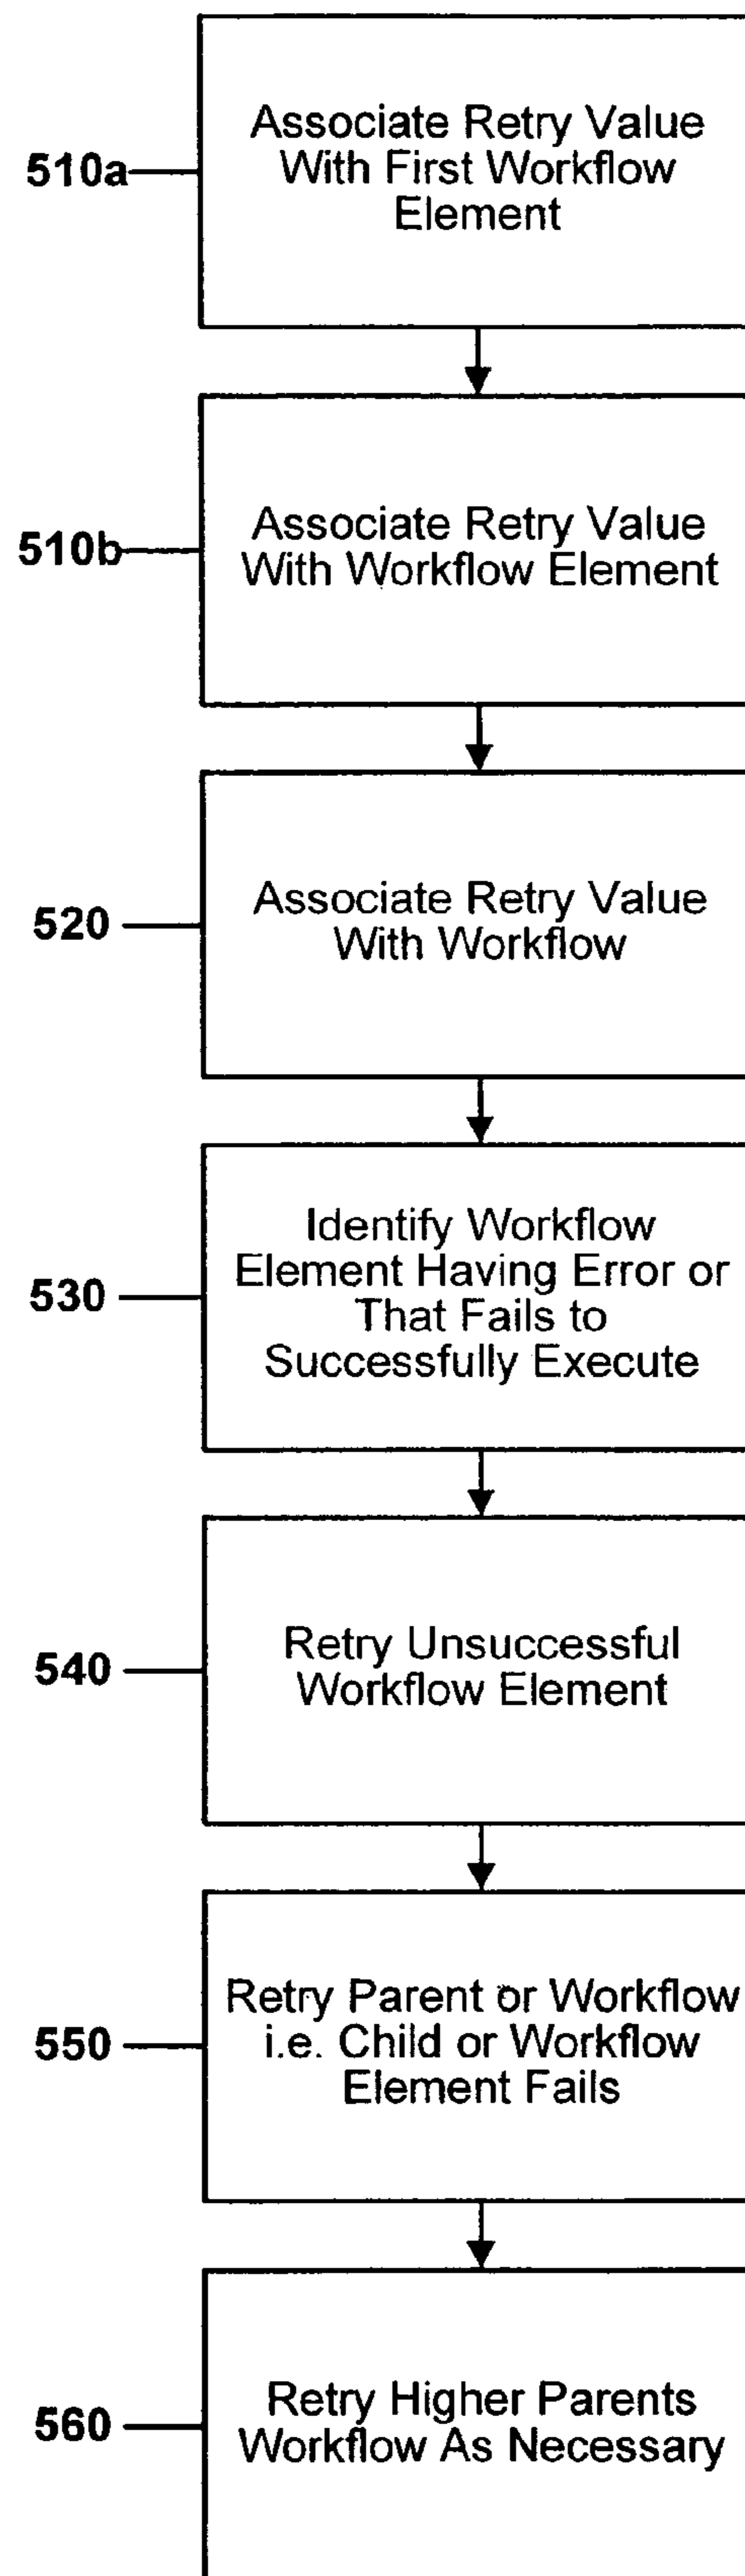 510a
Associate Retry Value
With First Workflow
Element
510b
Associate Retry Value
With Workflow Element
520
Associate Retry Value
With Workflow
530
Identify Workflow
Element Having Error or
That Fails to
Successfully Execute
540
Retry Unsuccessful
Workflow Element
550
Retry Parent or Workflow
i.e. Child or Workflow
Element Fails
560
Retry Higher Parents
Workflow As Necessary